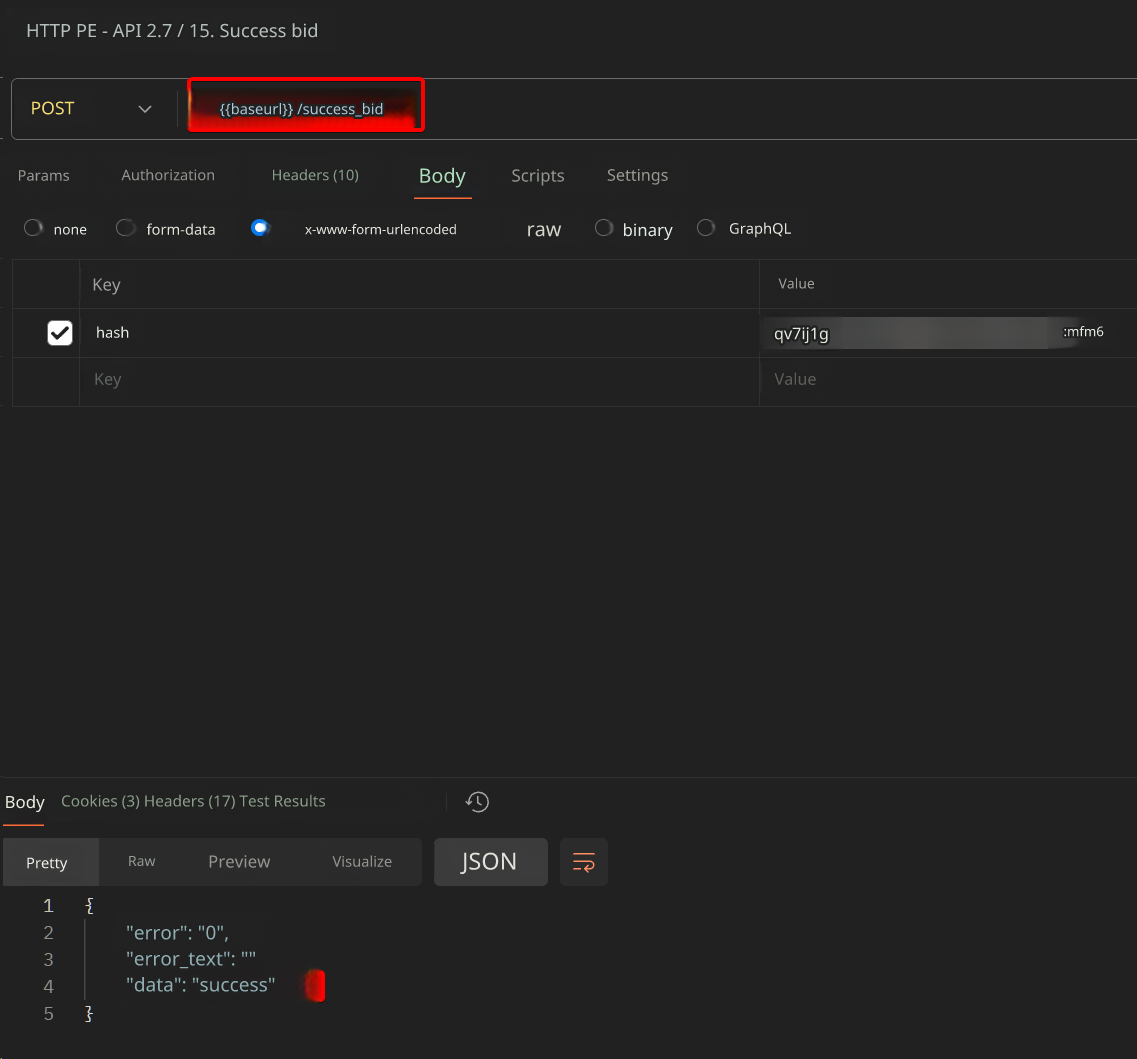 HTTP PE - API 2.7 / 15. Success bid
POST {{baseurl}} /success_bid
Params Authorization Headers (10) Body Scripts Settings
none form-data x-www-form-urlencoded raw binary GraphQL
Key Value
hash qv7ij1g :mfm6
Key Value
Body Cookies (3) Headers (17) Test Results
Pretty Raw Preview Visualize JSON
1 {
2 "error": "0",
3 "error_text": ""
4 "data": "success"
5 }